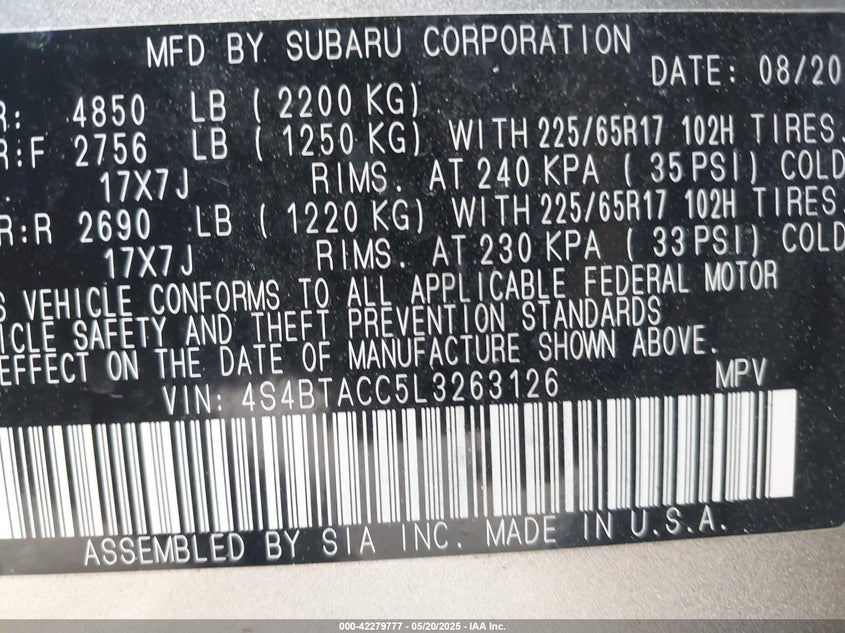 MFD BY SUBARU CORPORATION
DATE: 08/20
R: 4850 LB ( 2200 KG)
R:F 2756 LB ( 1250 KG) WITH 225/65R17 102H TIRES.
17X7J RIMS. AT 240 KPA ( 35 PSI) COLD
R:R 2690 LB ( 1220 KG) WITH 225/65R17 102H TIRES.
17X7J RIMS. AT 230 KPA ( 33 PSI) COLD
S VEHICLE CONFORMS TO ALL APPLICABLE FEDERAL MOTOR
ICLE SAFETY AND THEFT PREVENTION STANDARDS
EFFECT ON THE DATE OF MANUFACTURE SHOWN ABOVE.
VIN: 4S4BTACC5L3263126 MPV
ASSEMBLED BY SIA INC. MADE IN U.S.A.
000-42279777 — 05/20/2025 — IAA Inc.